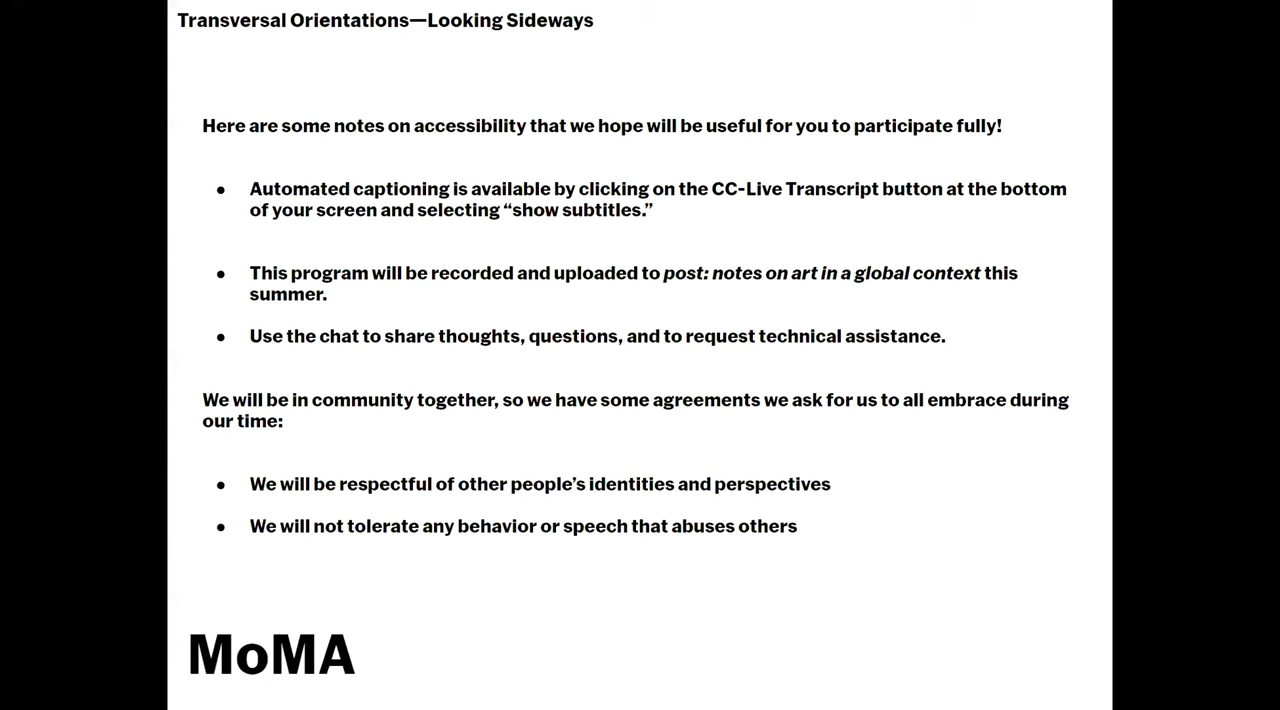 Transversal Orientations—Looking Sideways
Here are some notes on accessibility that we hope will be useful for you to participate fully!
● Automated captioning is available by clicking on the CC-Live Transcript button at the bottom
of your screen and selecting “show subtitles.”
● This program will be recorded and uploaded to post: notes on art in a global context this
summer.
● Use the chat to share thoughts, questions, and to request technical assistance.
We will be in community together, so we have some agreements we ask for us to all embrace during
our time:
● We will be respectful of other people’s identities and perspectives
● We will not tolerate any behavior or speech that abuses others
MoMA